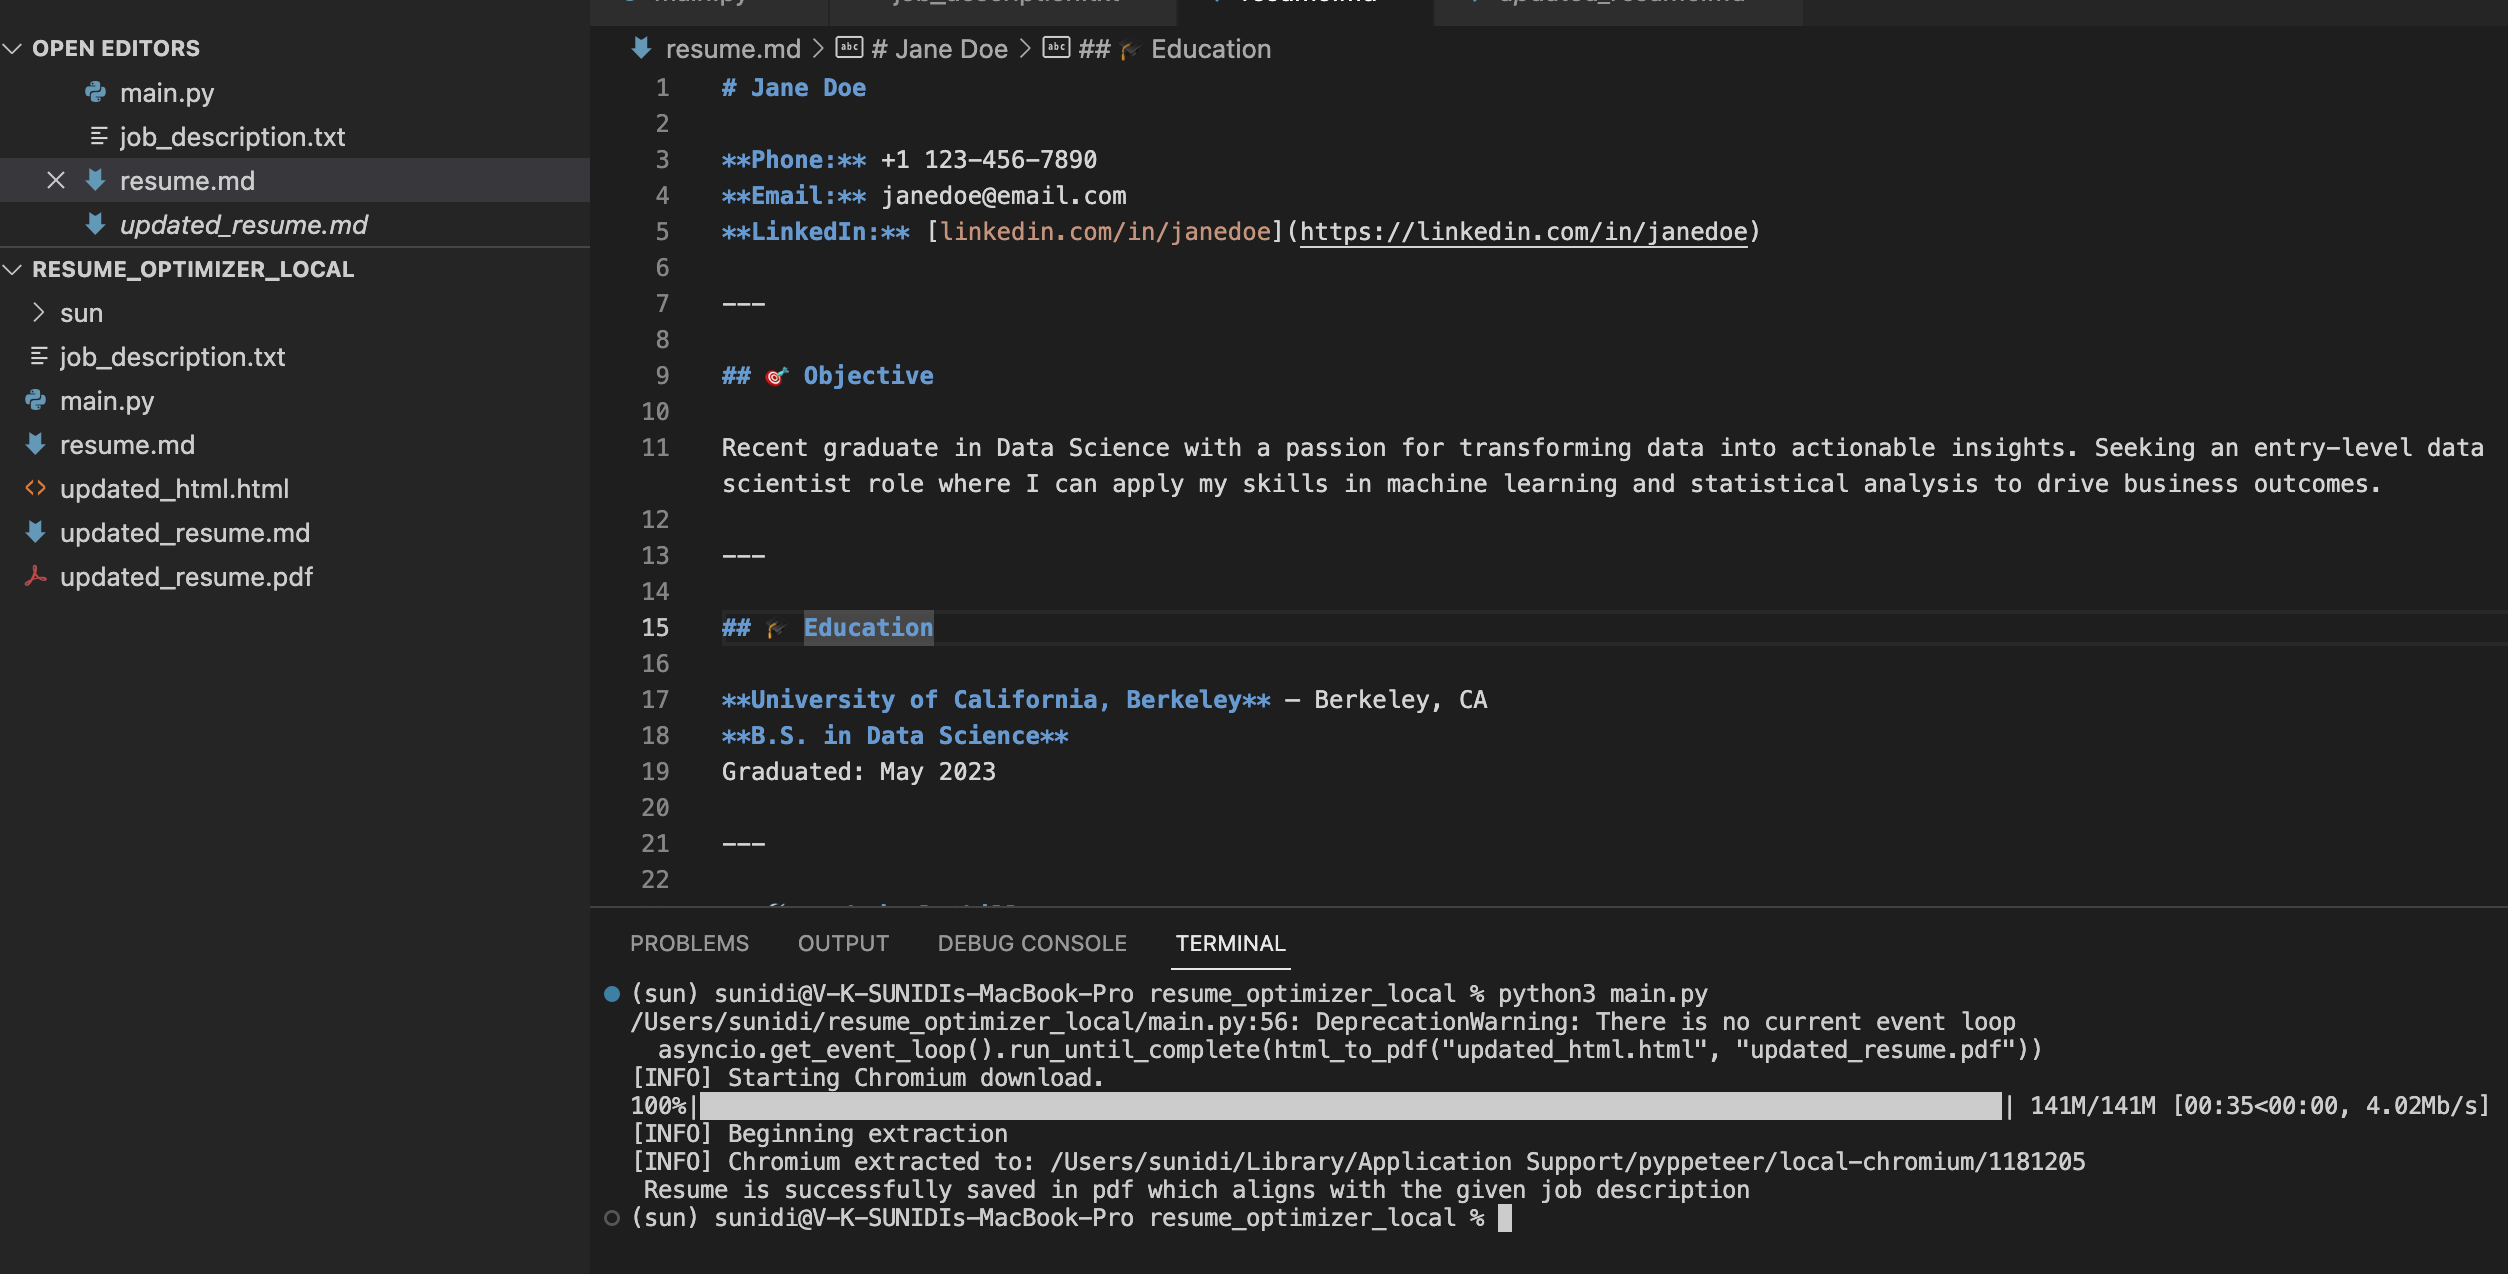 OPEN EDITORS
main.py
job_description.txt
resume.md
updated_resume.md
RESUME_OPTIMIZER_LOCAL
sun
job_description.txt
main.py
resume.md
updated_html.html
updated_resume.md
updated_resume.pdf
resume.md > # Jane Doe > ## 🎓 Education
1 # Jane Doe
2
3 **Phone:** +1 123-456-7890
4 **Email:** janedoe@email.com
5 **LinkedIn:** [linkedin.com/in/janedoe](https://linkedin.com/in/janedoe)
6
7 ---
8
9 ## 🎯 Objective
10
11 Recent graduate in Data Science with a passion for transforming data into actionable insights. Seeking an entry-level data
scientist role where I can apply my skills in machine learning and statistical analysis to drive business outcomes.
12
13 ---
14
15 ## 🎓 Education
16
17 **University of California, Berkeley** — Berkeley, CA
18 **B.S. in Data Science**
19 Graduated: May 2023
20
21 ---
22
PROBLEMS OUTPUT DEBUG CONSOLE TERMINAL
(sun) sunidi@V-K-SUNIDIs-MacBook-Pro resume_optimizer_local % python3 main.py
/Users/sunidi/resume_optimizer_local/main.py:56: DeprecationWarning: There is no current event loop
asyncio.get_event_loop().run_until_complete(html_to_pdf("updated_html.html", "updated_resume.pdf"))
[INFO] Starting Chromium download.
100%| | 141M/141M [00:35<00:00, 4.02Mb/s]
[INFO] Beginning extraction
[INFO] Chromium extracted to: /Users/sunidi/Library/Application Support/pyppeteer/local-chromium/1181205
Resume is successfully saved in pdf which aligns with the given job description
(sun) sunidi@V-K-SUNIDIs-MacBook-Pro resume_optimizer_local %